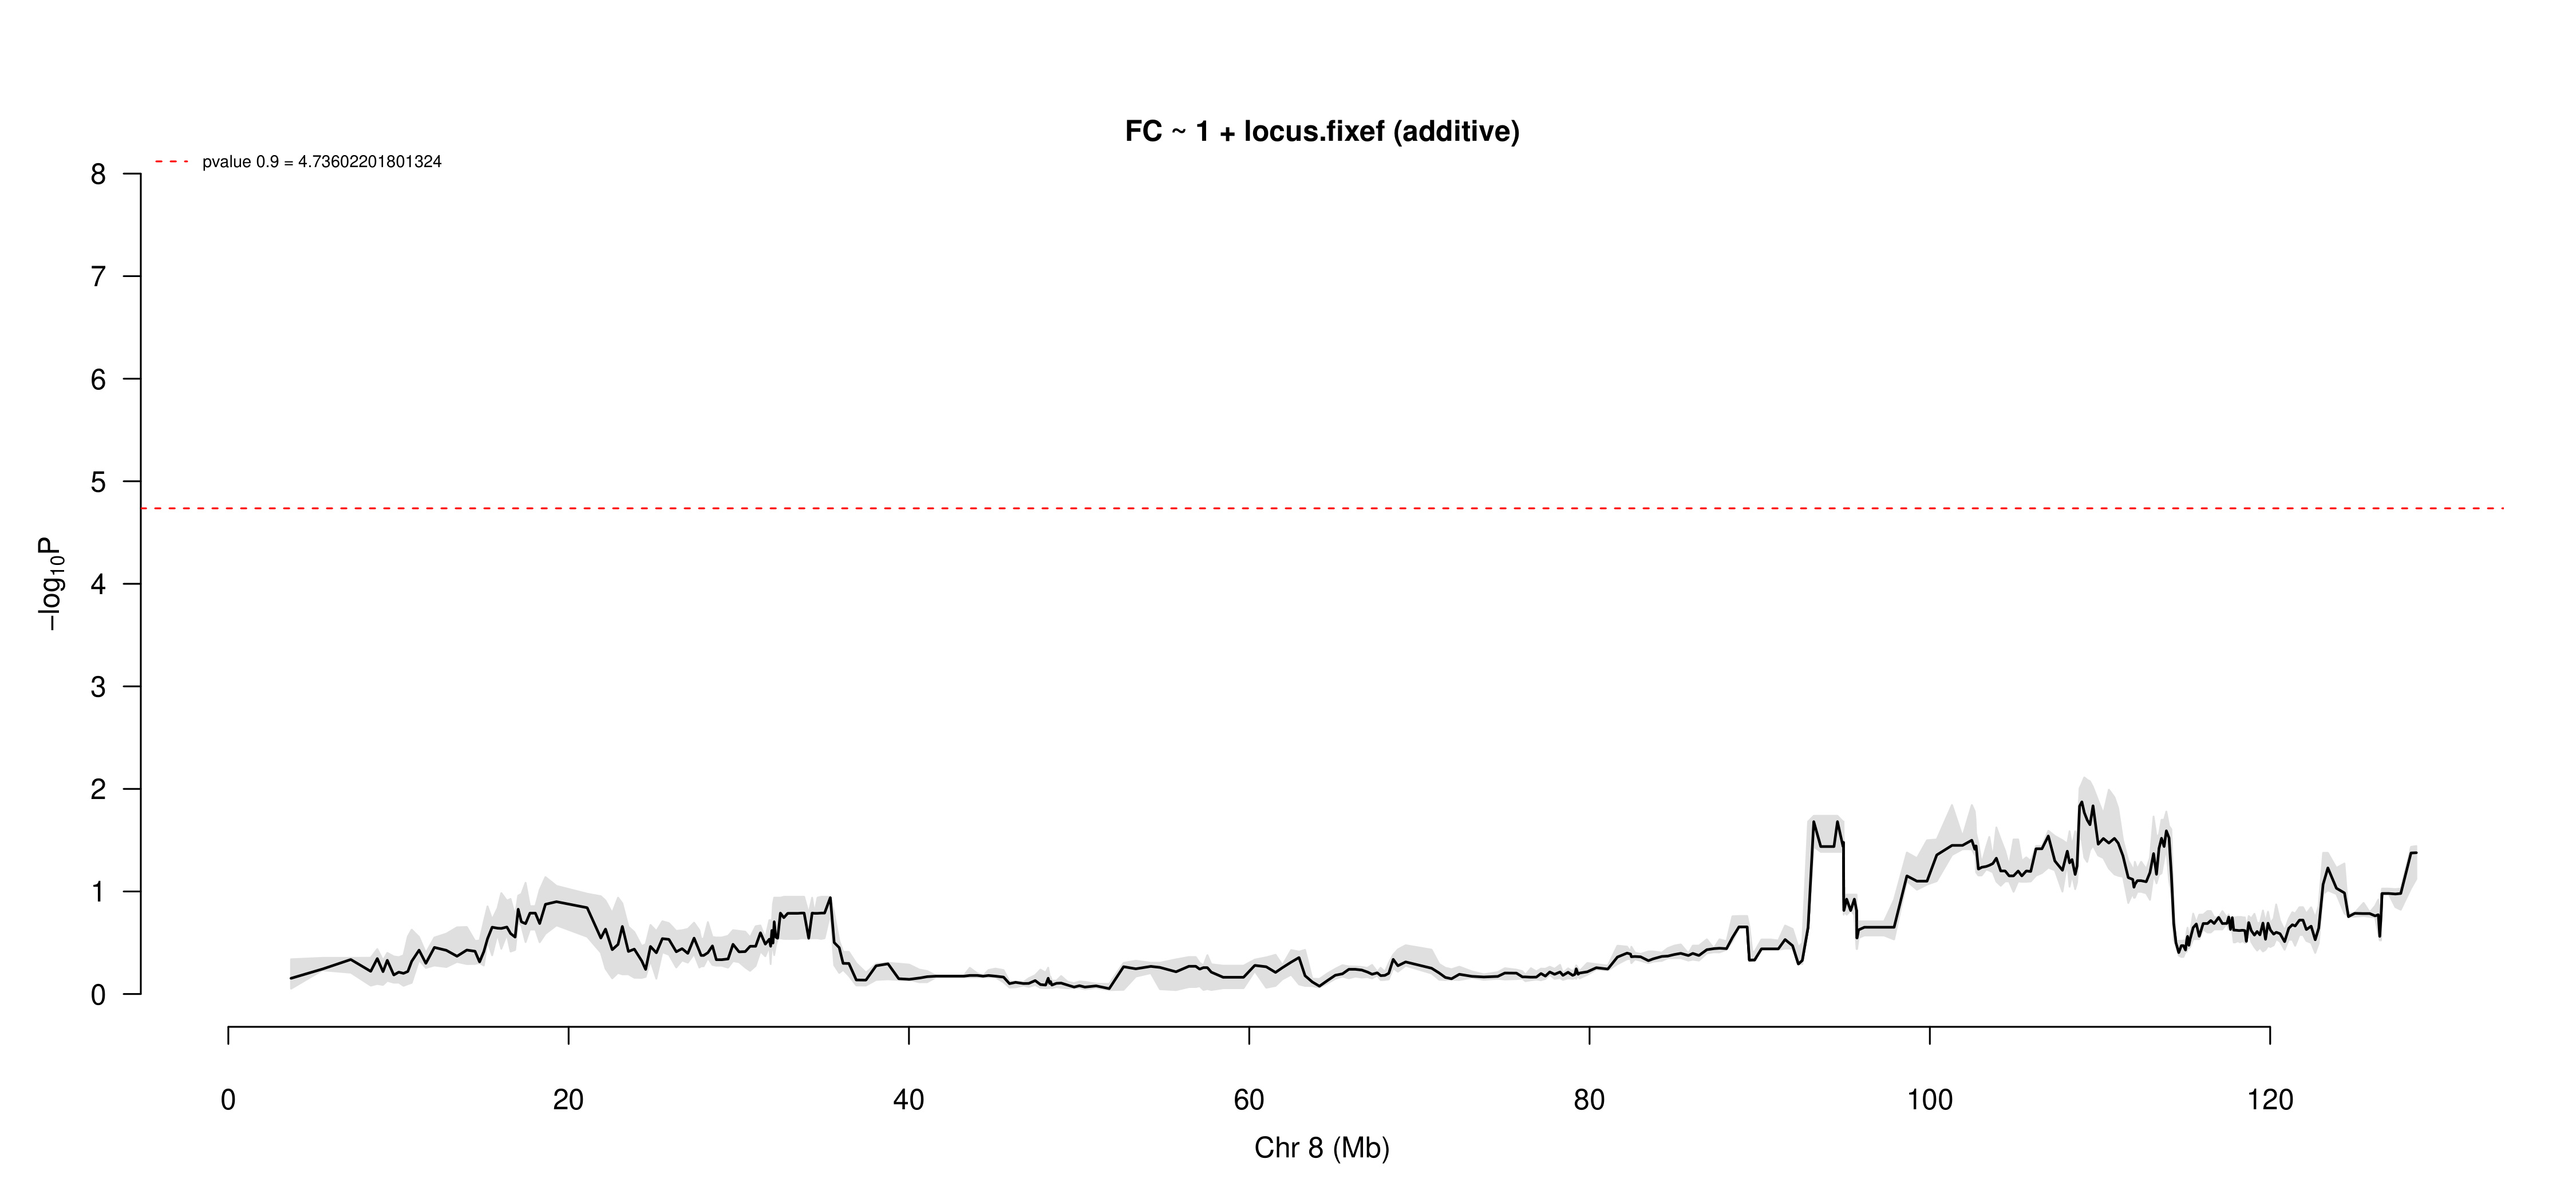 FC ~ 1 + locus.fixef (additive)
pvalue 0.9 = 4.73602201801324
8
7
6
5
4
3
2
1
0
−log10P
0 20 40 60 80 100 120
Chr 8 (Mb)